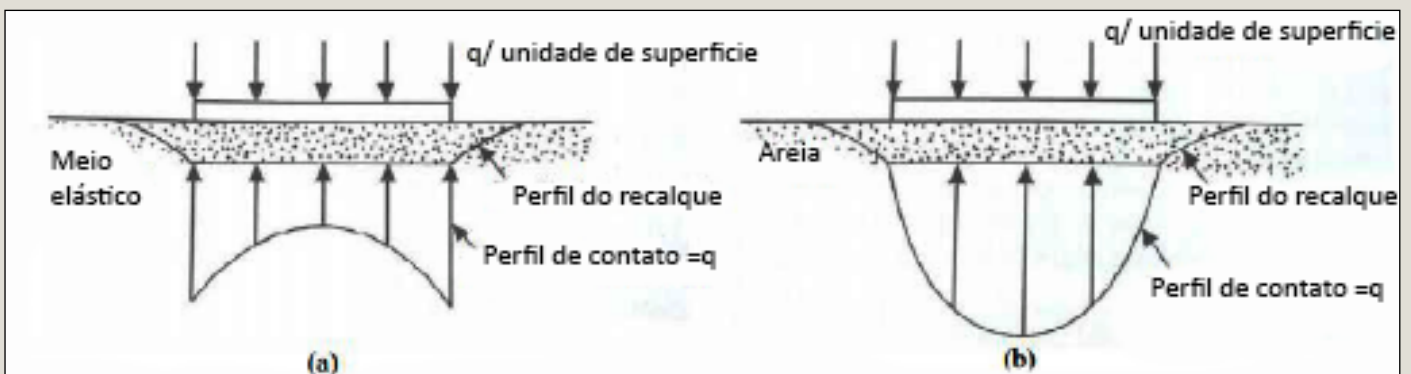 q/ unidade de superficie
Meio
elástico
Perfil do recalque
Perfil de contato =q
(a)
q/ unidade de superficie
Areia
Perfil do recalque
Perfil de contato =q
(b)